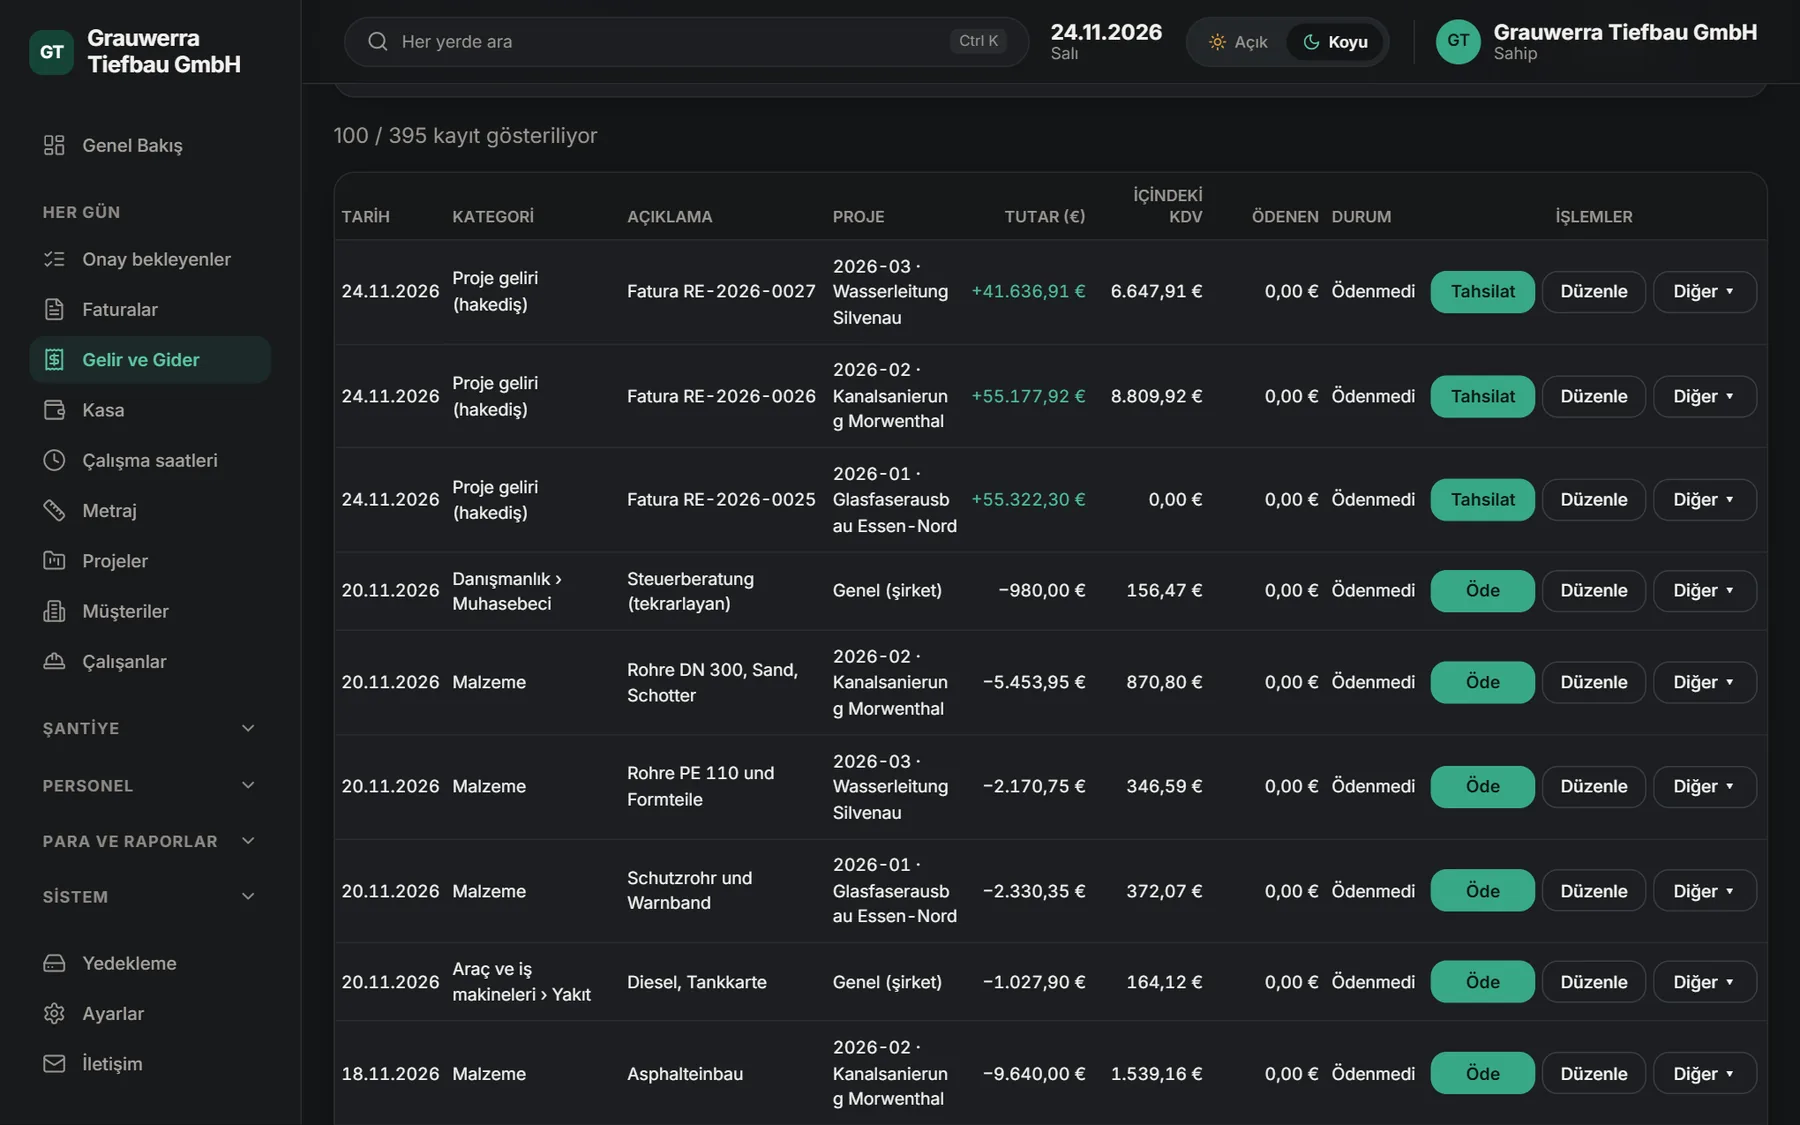 GT
Grauwerra
Tiefbau GmbH
Her yerde ara
Ctrl K
24.11.2026
Salı
Açık
Koyu
GT
Grauwerra Tiefbau GmbH
Sahip
Genel Bakış
HER GÜN
Onay bekleyenler
Faturalar
Gelir ve Gider
Kasa
Çalışma saatleri
Metraj
Projeler
Müşteriler
Çalışanlar
ŞANTİYE
PERSONEL
PARA VE RAPORLAR
SİSTEM
Yedekleme
Ayarlar
İletişim
100 / 395 kayıt gösteriliyor
TARİH KATEGORİ AÇIKLAMA PROJE TUTAR (€) İÇİNDEKİ
KDV ÖDENEN DURUM İŞLEMLER
24.11.2026
Proje geliri
(hakediş)
Fatura RE-2026-0027
2026-03 ·
Wasserleitung
Silvenau
+41.636,91 € 6.647,91 € 0,00 € Ödenmedi Tahsilat Düzenle Diğer ▾
24.11.2026
Proje geliri
(hakediş)
Fatura RE-2026-0026
2026-02 ·
Kanalsanierun
g Morwenthal
+55.177,92 € 8.809,92 € 0,00 € Ödenmedi Tahsilat Düzenle Diğer ▾
24.11.2026
Proje geliri
(hakediş)
Fatura RE-2026-0025
2026-01 ·
Glasfaserausb
au Essen-Nord
+55.322,30 € 0,00 € 0,00 € Ödenmedi Tahsilat Düzenle Diğer ▾
20.11.2026
Danışmanlık ›
Muhasebeci
Steuerberatung
(tekrarlayan)
Genel (şirket)
−980,00 € 156,47 € 0,00 € Ödenmedi Öde Düzenle Diğer ▾
20.11.2026
Malzeme
Rohre DN 300, Sand,
Schotter
2026-02 ·
Kanalsanierun
g Morwenthal
−5.453,95 € 870,80 € 0,00 € Ödenmedi Öde Düzenle Diğer ▾
20.11.2026
Malzeme
Rohre PE 110 und
Formteile
2026-03 ·
Wasserleitung
Silvenau
−2.170,75 € 346,59 € 0,00 € Ödenmedi Öde Düzenle Diğer ▾
20.11.2026
Malzeme
Schutzrohr und
Warnband
2026-01 ·
Glasfaserausb
au Essen-Nord
−2.330,35 € 372,07 € 0,00 € Ödenmedi Öde Düzenle Diğer ▾
20.11.2026
Araç ve iş
makineleri › Yakıt
Diesel, Tankkarte
Genel (şirket)
−1.027,90 € 164,12 € 0,00 € Ödenmedi Öde Düzenle Diğer ▾
18.11.2026
Malzeme
Asphalteinbau
2026-02 ·
Kanalsanierun
g Morwenthal
−9.640,00 € 1.539,16 € 0,00 € Ödenmedi Öde Düzenle Diğer ▾